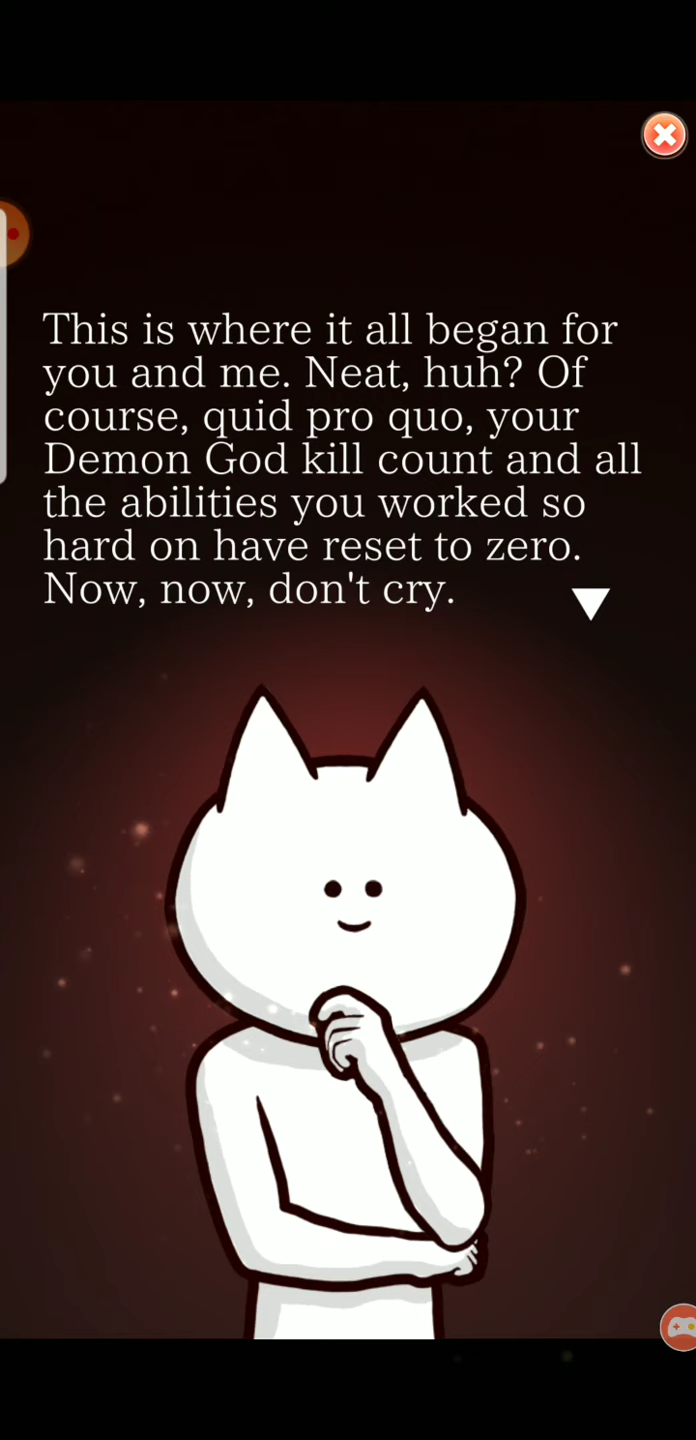 This is where it all began for
you and me. Neat, huh? Of
course, quid pro quo, your
Demon God kill count and all
the abilities you worked so
hard on have reset to zero.
Now, now, don't cry.